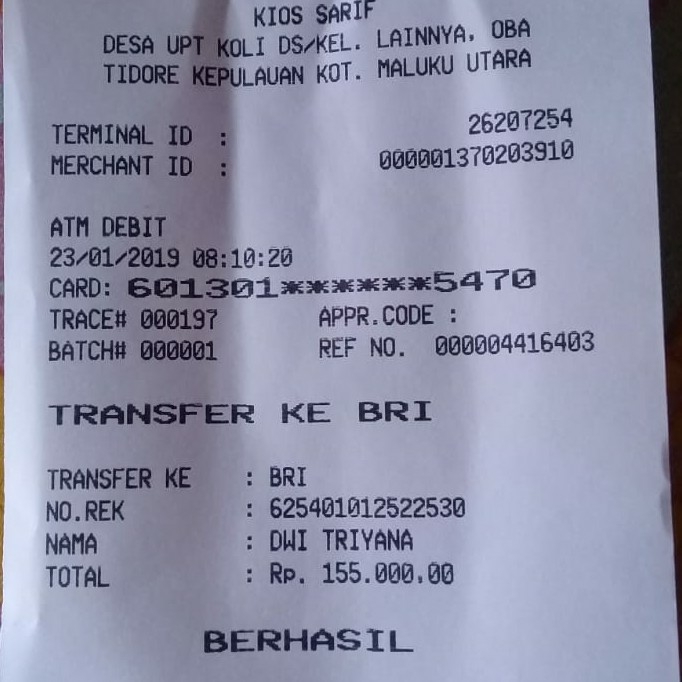 KIOS SARIF
DESA UPT KOLI DS/KEL. LAINNYA, OBA
TIDORE KEPULAUAN KOT. MALUKU UTARA
TERMINAL ID : 26207254
MERCHANT ID : 000001370203910
ATM DEBIT
23/01/2019 08:10:20
CARD: 601301******5470
TRACE# 000197 APPR.CODE :
BATCH# 000001 REF NO. 000004416403
TRANSFER KE BRI
TRANSFER KE : BRI
NO.REK : 625401012522530
NAMA : DWI TRIYANA
TOTAL : Rp. 155.000,00
BERHASIL